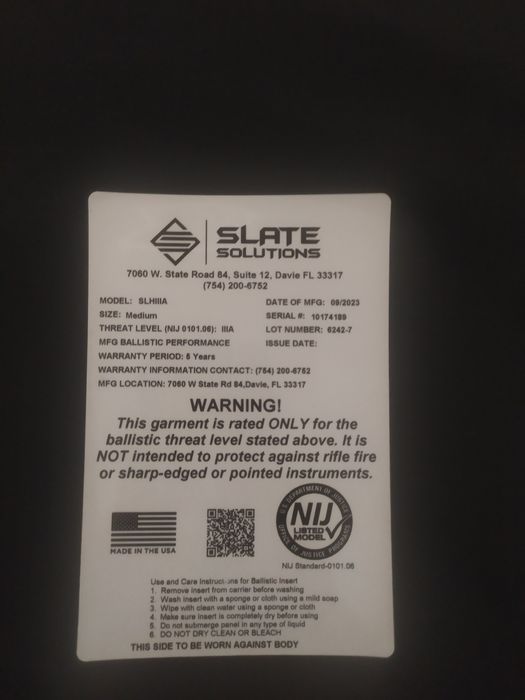 SLATE
SOLUTIONS
7060 W. State Road 84, Suite 12, Davie FL 33317
(754) 200-6752
MODEL: SLHIIIA DATE OF MFG: 09/2023
SIZE: Medium SERIAL #: 10174189
THREAT LEVEL (NIJ 0101.06): IIIA LOT NUMBER: 6242-7
MFG BALLISTIC PERFORMANCE ISSUE DATE:
WARRANTY PERIOD: 5 Years
WARRANTY INFORMATION CONTACT: (754) 200-6752
MFG LOCATION: 7060 W State Rd 84,Davie, FL 33317
WARNING!
This garment is rated ONLY for the
ballistic threat level stated above. It is
NOT intended to protect against rifle fire
or sharp-edged or pointed instruments.
MADE IN THE USA
U.S. DEPARTMENT OF JUSTICE
NIJ
LISTED
MODEL
OFFICE OF JUSTICE PROGRAMS
NIJ Standard-0101.06
Use and Care Instructions for Ballistic Insert
1. Remove insert from carrier before washing
2. Wash insert with a sponge or cloth using a mild soap
3. Wipe with clean water using a sponge or cloth
4. Make sure insert is completely dry before using
5. Do not submerge panel in any type of liquid
6. DO NOT DRY CLEAN OR BLEACH
THIS SIDE TO BE WORN AGAINST BODY